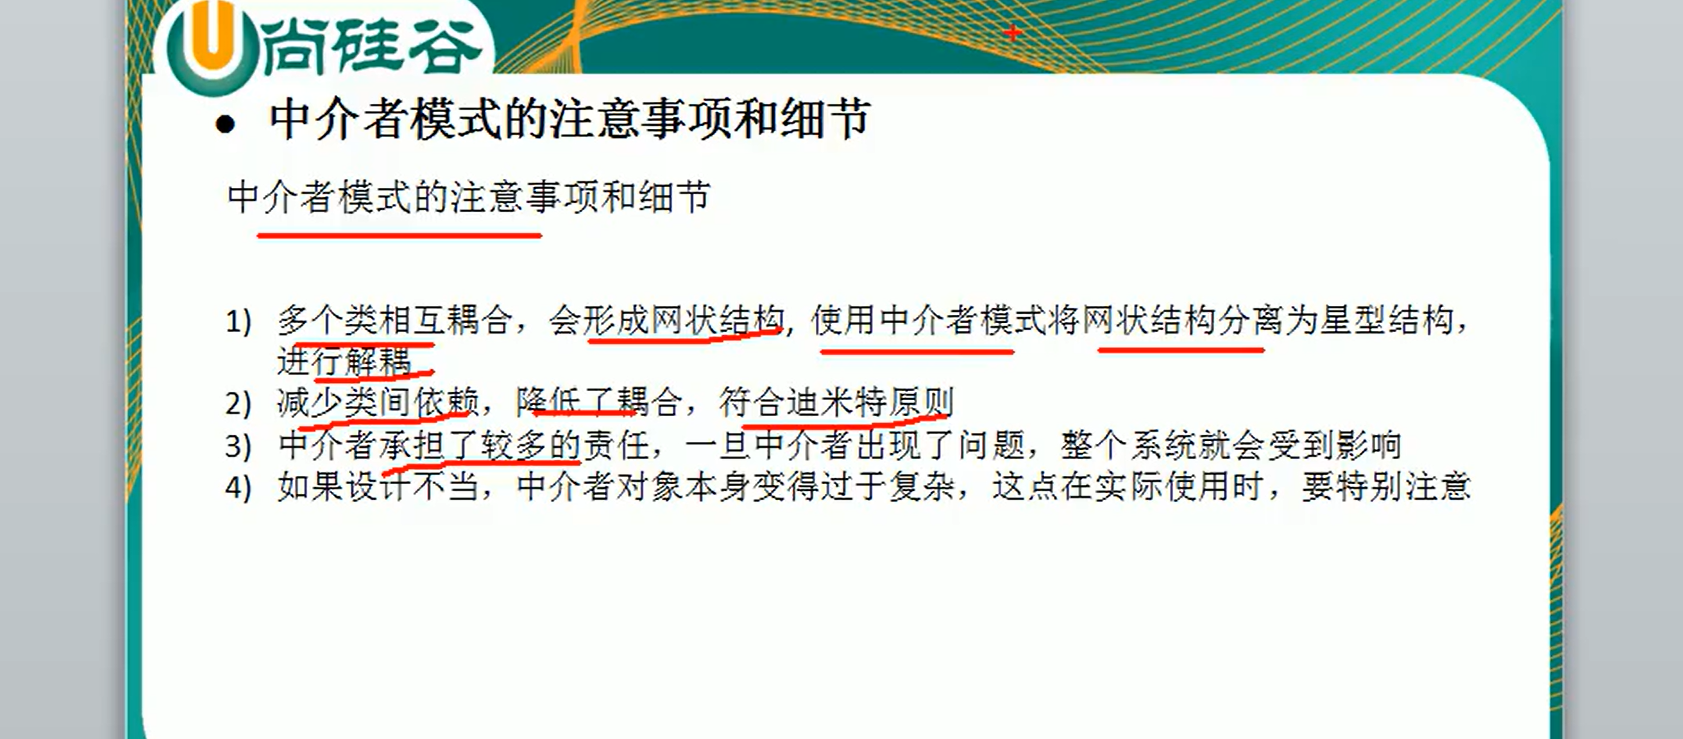 尚硅谷
● 中介者模式的注意事项和细节
中介者模式的注意事项和细节
1) 多个类相互耦合，会形成网状结构, 使用中介者模式将网状结构分离为星型结构，
进行解耦
2) 减少类间依赖，降低了耦合，符合迪米特原则
3) 中介者承担了较多的责任，一旦中介者出现了问题，整个系统就会受到影响
4) 如果设计不当，中介者对象本身变得过于复杂，这点在实际使用时，要特别注意